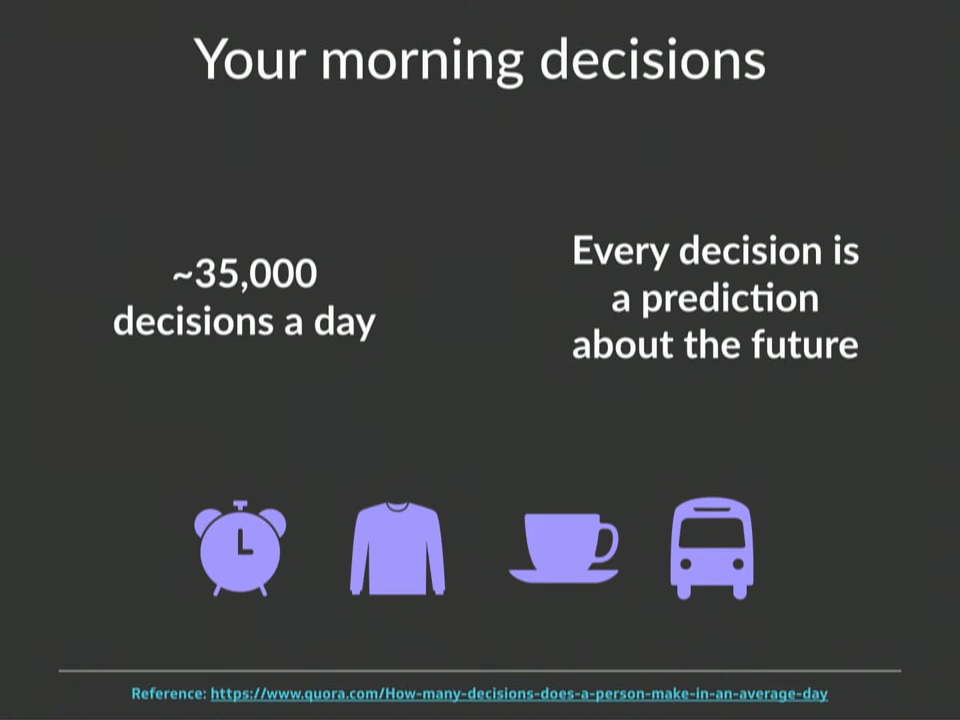 Your morning decisions
~35,000
decisions a day
Every decision is
a prediction
about the future
Reference: https://www.quora.com/How-many-decisions-does-a-person-make-in-an-average-day